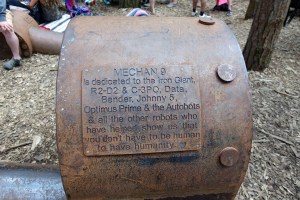 MECHAN 9
is dedicated to the Iron Giant,
R2-D2 & C-3PO, Data,
Bender, Johnny 5,
Optimus Prime & the Autobots
& all the other robots who
have helped show us that
you don't have to be human
to have humanity.